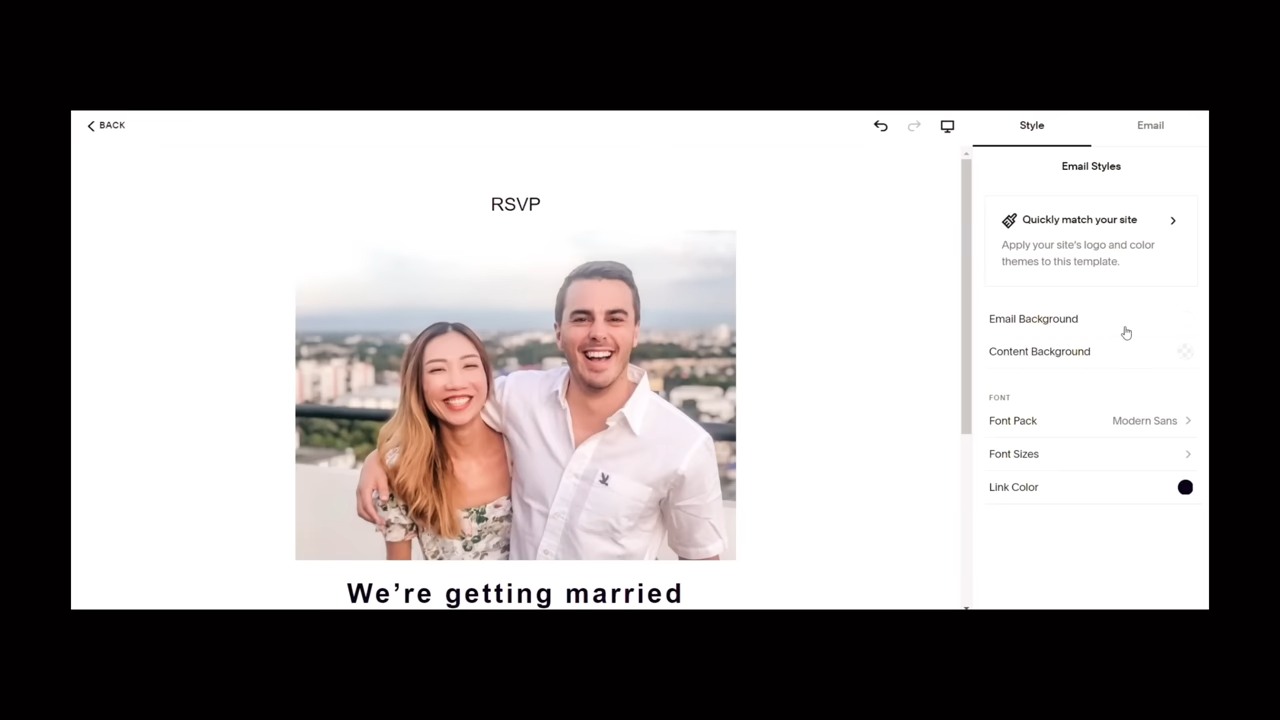 BACK
Style
Email
Email Styles
RSVP
Quickly match your site
Apply your site's logo and color
themes to this template.
Email Background
Content Background
FONT
Font Pack
Modern Sans
Font Sizes
Link Color
We’re getting married